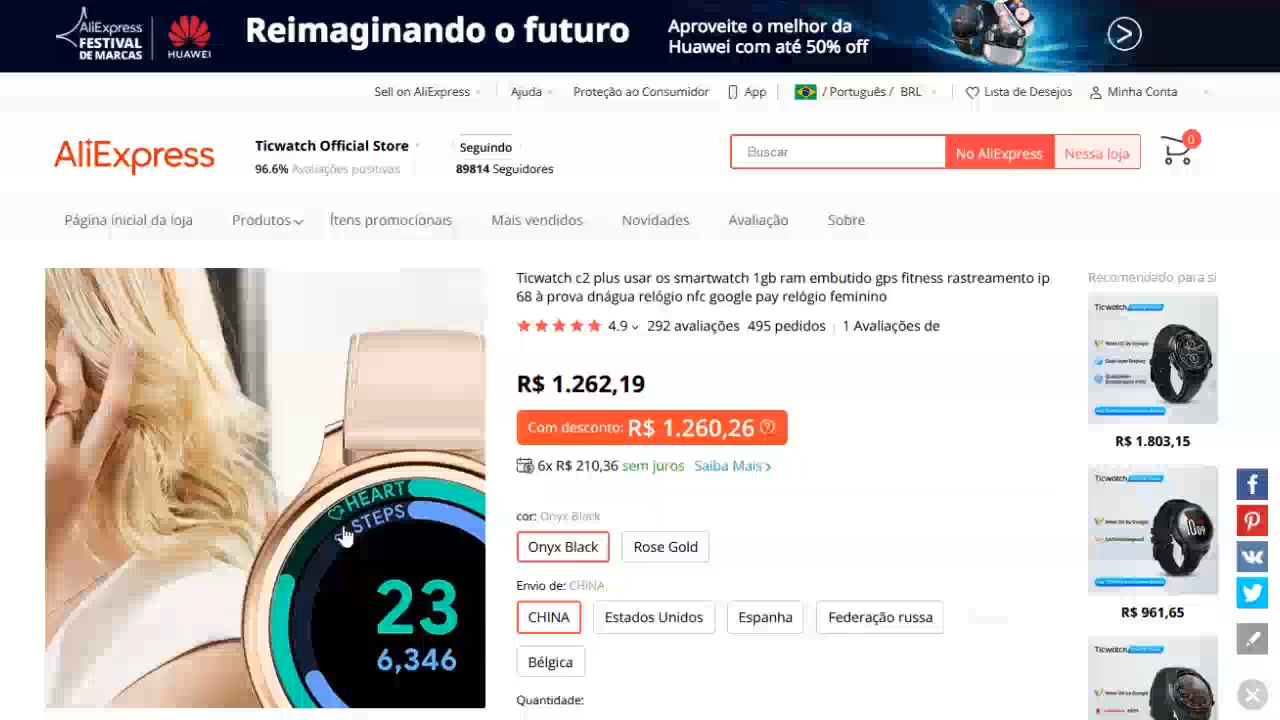 AliExpress
FESTIVAL
DE MARCAS
HUAWEI
Reimaginando o futuro
Aproveite o melhor da
Huawei com até 50% off
Sell on AliExpress
Ajuda
Proteção ao Consumidor
App
/ Português / BRL
Lista de Desejos
Minha Conta
AliExpress
Ticwatch Official Store
96.6% Avaliações positivas
Seguindo
89814 Seguidores
Buscar
No AliExpress
Nessa loja
0
Página inicial da loja
Produtos
Ítens promocionais
Mais vendidos
Novidades
Avaliação
Sobre
HEART
STEPS
23
6,346
Ticwatch c2 plus usar os smartwatch 1gb ram embutido gps fitness rastreamento ip
68 à prova dnágua relógio nfc google pay relógio feminino
4.9
292 avaliações
495 pedidos
1 Avaliações de
R$ 1.262,19
Com desconto: R$ 1.260,26
6x R$ 210,36 sem juros Saiba Mais
cor: Onyx Black
Onyx Black
Rose Gold
Envio de: CHINA
CHINA
Estados Unidos
Espanha
Federação russa
Bélgica
Quantidade:
Recomendado para si
Ticwatch
R$ 1.803,15
Ticwatch
R$ 961,65
Ticwatch